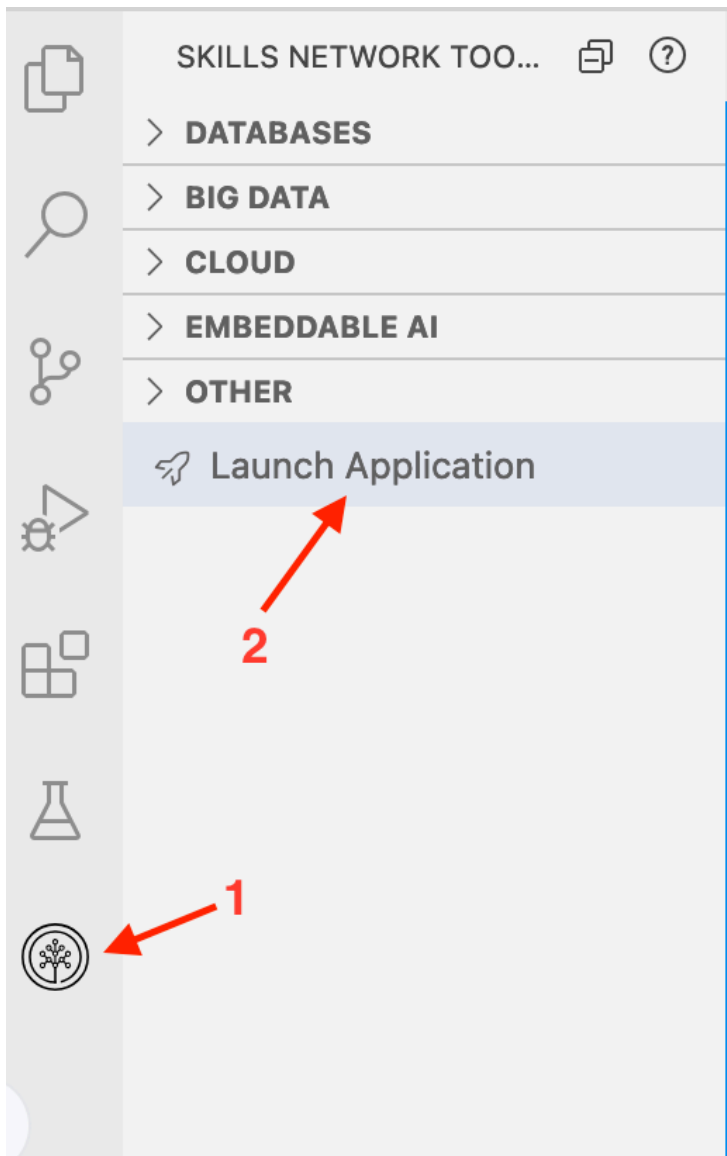 SKILLS NETWORK TOO...
DATABASES
BIG DATA
CLOUD
EMBEDDABLE AI
OTHER
Launch Application
2
1